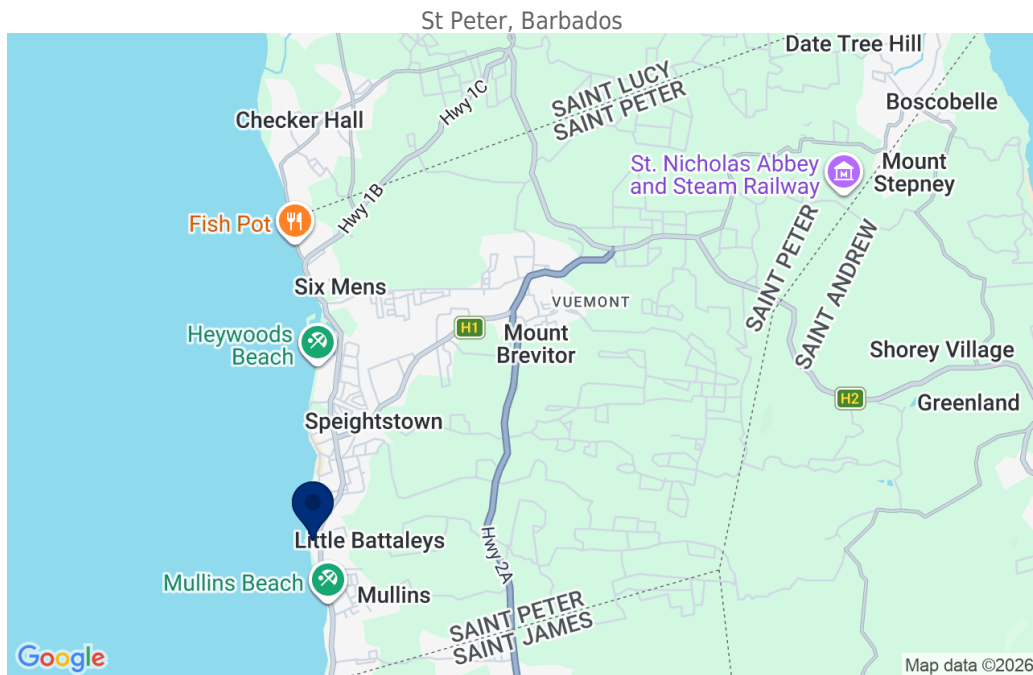 St Peter, Barbados
Date Tree Hill
SAINT LUCY
SAINT PETER
Hwy 1C
Boscobelle
Checker Hall
St. Nicholas Abbey
and Steam Railway
Mount
Stepney
Hwy 1B
Fish Pot
SAINT PETER
SAINT ANDREW
Six Mens
VUEMONT
H1
Heywoods
Beach
Mount
Brevitor
Shorey Village
H2
Greenland
Speightstown
Little Battaleys
Hwy 2A
Mullins Beach
Mullins
SAINT PETER
SAINT JAMES
Google
Map data ©2026